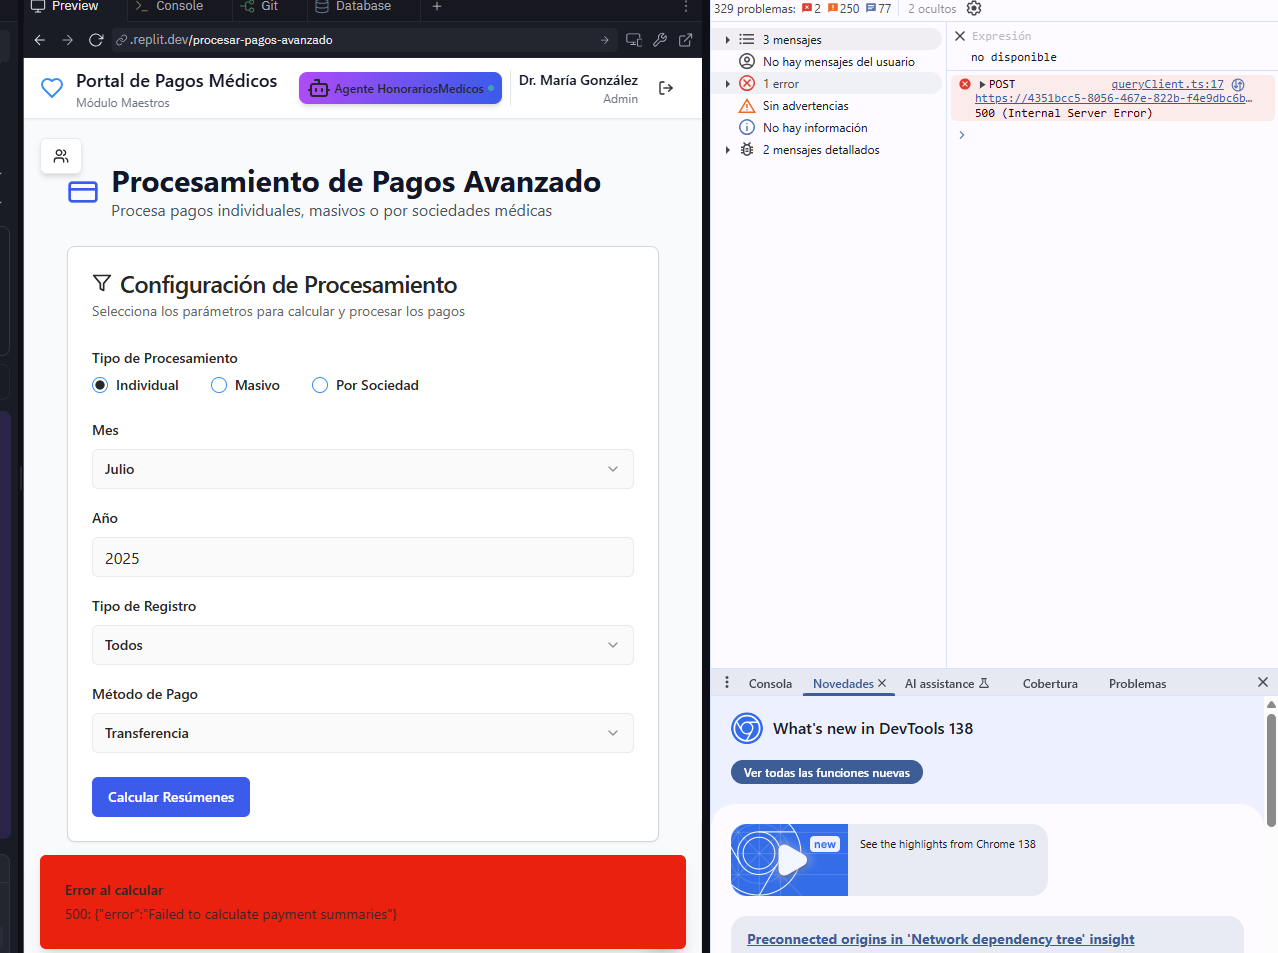 Preview
Console
Git
Database
.replit.dev/procesar-pagos-avanzado
Portal de Pagos Médicos
Módulo Maestros
Agente HonorariosMedicos
Dr. María González
Admin
Procesamiento de Pagos Avanzado
Procesa pagos individuales, masivos o por sociedades médicas
Configuración de Procesamiento
Selecciona los parámetros para calcular y procesar los pagos
Tipo de Procesamiento
Individual Masivo Por Sociedad
Mes
Julio
Año
2025
Tipo de Registro
Todos
Método de Pago
Transferencia
Calcular Resúmenes
Error al calcular
500: {"error":"Failed to calculate payment summaries"}
329 problemas: 2 250 77 2 ocultos
3 mensajes
No hay mensajes del usuario
1 error
Sin advertencias
No hay información
2 mensajes detallados
Expresión
no disponible
POST queryClient.ts:17
https://4351bcc5-8056-467e-822b-f4e9dbc6b…
500 (Internal Server Error)
Consola Novedades AI assistance Cobertura Problemas
What's new in DevTools 138
Ver todas las funciones nuevas
new
See the highlights from Chrome 138
Preconnected origins in 'Network dependency tree' insight